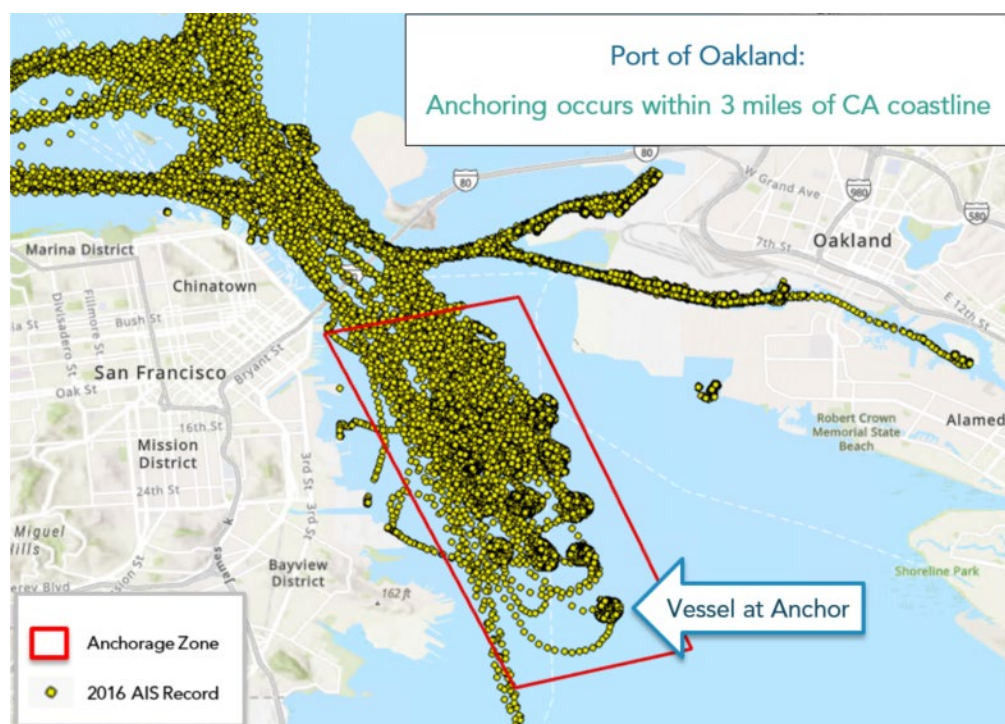 Port of Oakland:
Anchoring occurs within 3 miles of CA coastline
80
80
W Grand Ave
980
580
7th St
Oakland
E 12th St
Marina District
Chinatown
Divisadero St
Fillmore St
Bush St
Bryant St
San Francisco
Oak St
16th St
Mission
District
24th St
3rd St
3rd St
Robert Crown
Memorial State
Beach
Alamed
Miguel
Hills
James
Bayview
District
162 ft
Shoreline Park
Vessel at Anchor
Anchorage Zone
2016 AIS Record